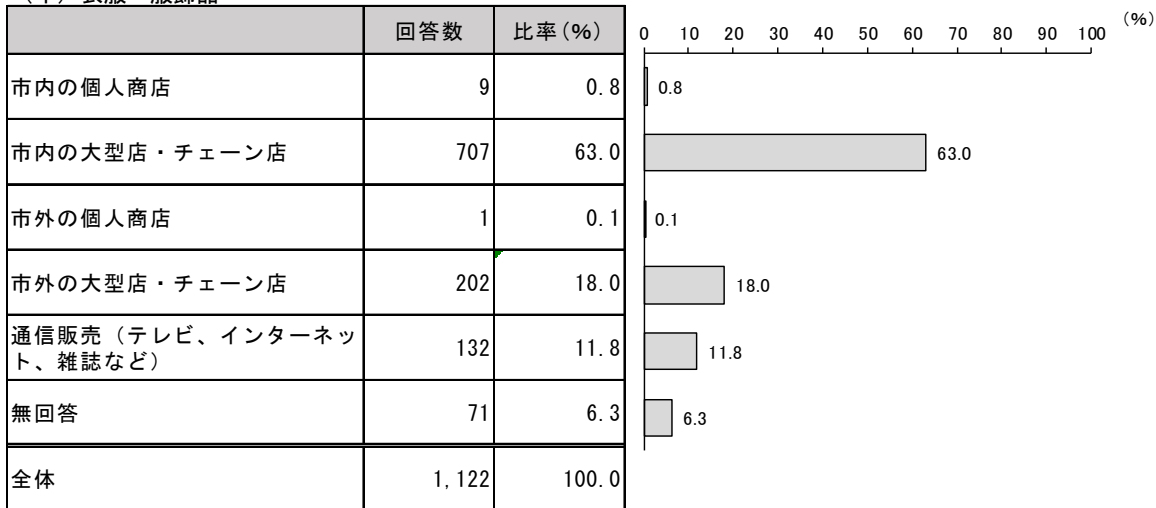 回答数 比率(%)
(%)
0 10 20 30 40 50 60 70 80 90 100
市内の個人商店 9 0.8 0.8
市内の大型店・チェーン店 707 63.0 63.0
市外の個人商店 1 0.1 0.1
市外の大型店・チェーン店 202 18.0 18.0
通信販売（テレビ、インターネッ
ト、雑誌など） 132 11.8 11.8
無回答 71 6.3 6.3
全体 1,122 100.0